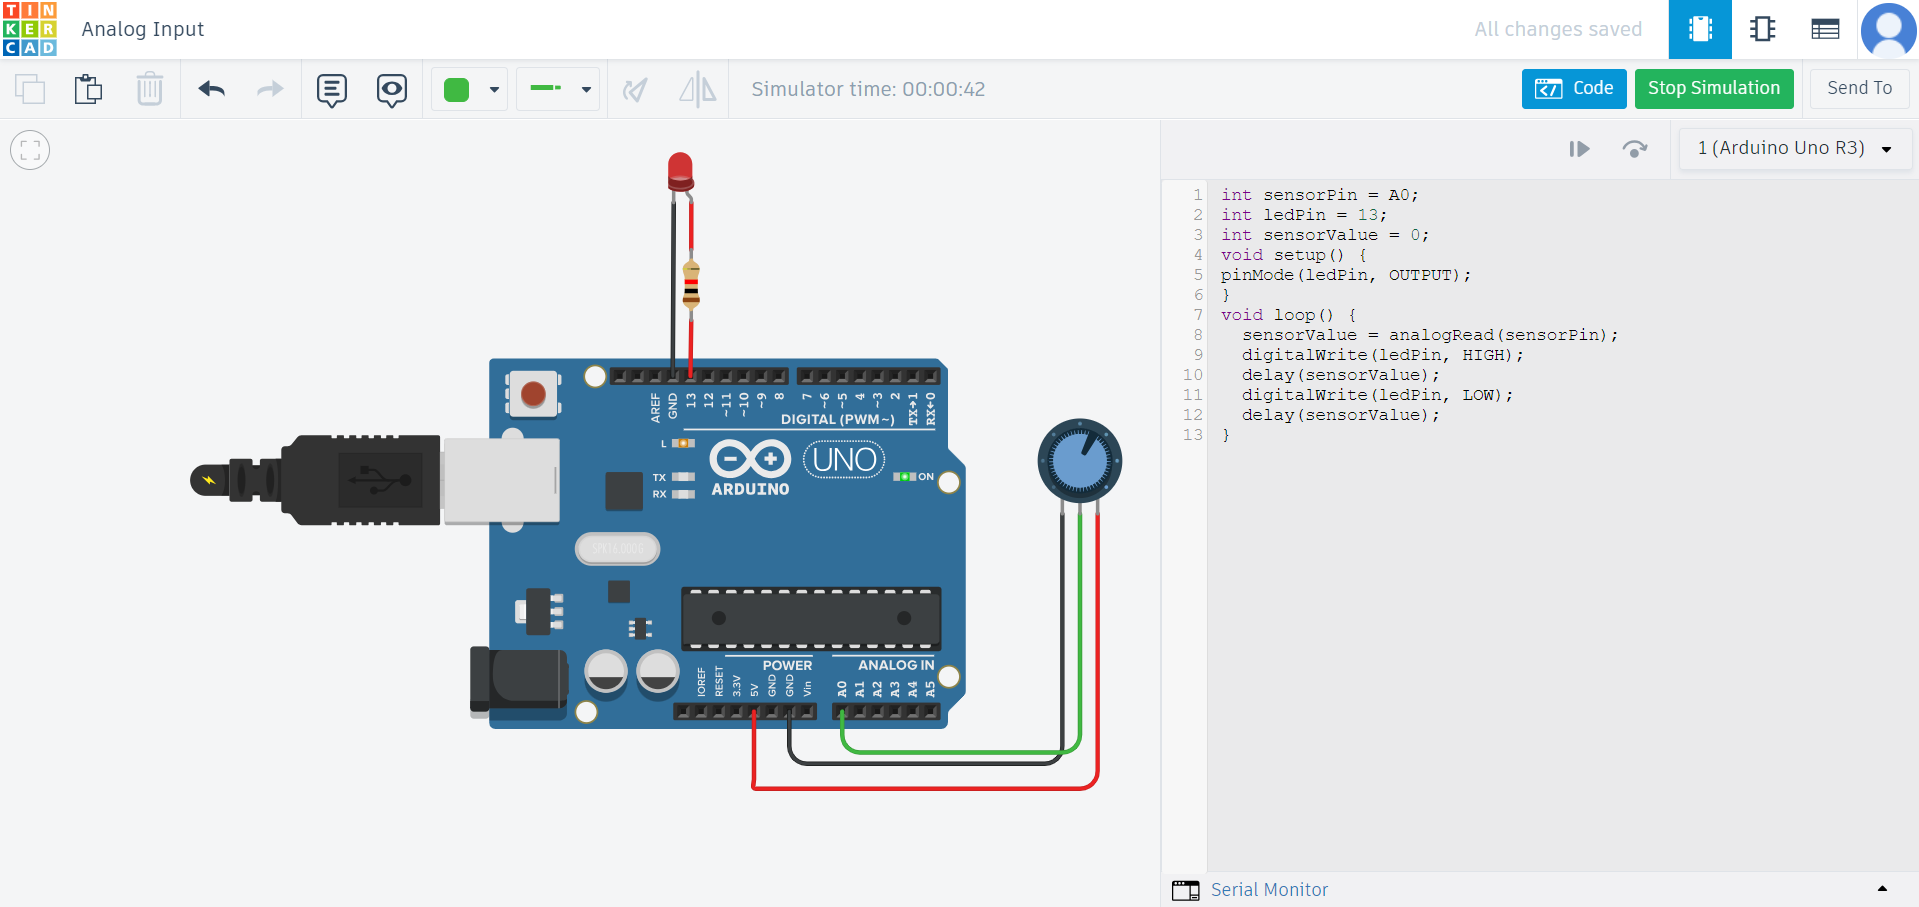 TIN
KER
CAD
Analog Input
All changes saved
Simulator time: 00:00:42
Code
Stop Simulation
Send To
1 (Arduino Uno R3)
1 int sensorPin = A0;
2 int ledPin = 13;
3 int sensorValue = 0;
4 void setup() {
5 pinMode(ledPin, OUTPUT);
6 }
7 void loop() {
8 sensorValue = analogRead(sensorPin);
9 digitalWrite(ledPin, HIGH);
10 delay(sensorValue);
11 digitalWrite(ledPin, LOW);
12 delay(sensorValue);
13 }
AREF
GND
13
12
~11
~10
~9
8
7
~6
~5
4
~3
2
TX→1
RX←0
DIGITAL (PWM~)
L
TX
RX
UNO
ARDUINO
ON
POWER
ANALOG IN
IOREF
RESET
3.3V
5V
GND
GND
Vin
A0
A1
A2
A3
A4
A5
Serial Monitor